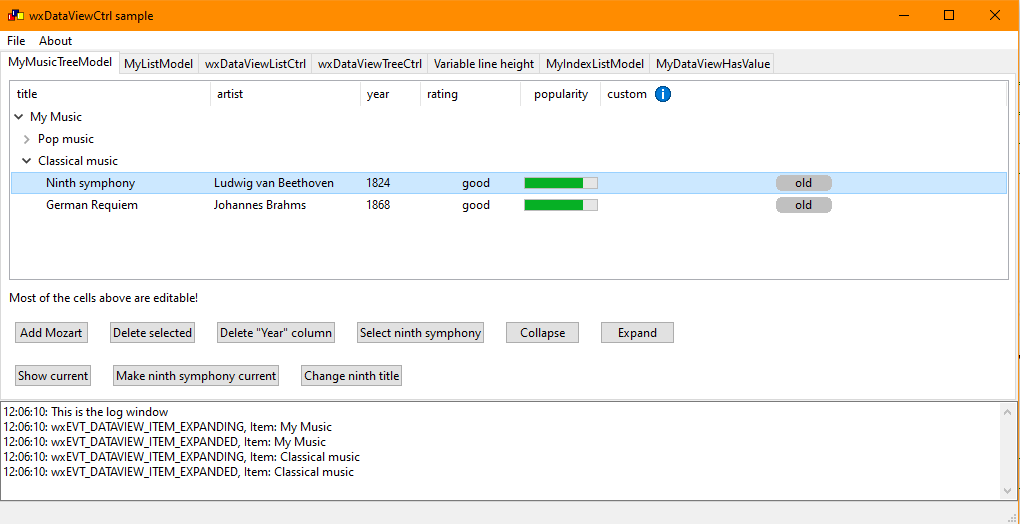 wxDataViewCtrl sample
File About
MyMusicTreeModel MyListModel wxDataViewListCtrl wxDataViewTreeCtrl Variable line height MyIndexListModel MyDataViewHasValue
title artist year rating popularity custom i
My Music
Pop music
Classical music
Ninth symphony Ludwig van Beethoven 1824 good old
German Requiem Johannes Brahms 1868 good old
Most of the cells above are editable!
Add Mozart Delete selected Delete "Year" column Select ninth symphony Collapse Expand
Show current Make ninth symphony current Change ninth title
12:06:10: This is the log window
12:06:10: wxEVT_DATAVIEW_ITEM_EXPANDING, Item: My Music
12:06:10: wxEVT_DATAVIEW_ITEM_EXPANDED, Item: My Music
12:06:10: wxEVT_DATAVIEW_ITEM_EXPANDING, Item: Classical music
12:06:10: wxEVT_DATAVIEW_ITEM_EXPANDED, Item: Classical music